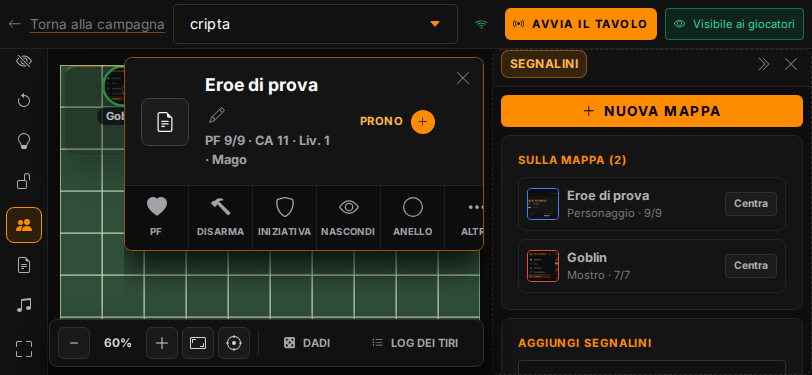 Torna alla campagna
cripta
AVVIA IL TAVOLO
Visibile ai giocatori
Eroe di prova
PF 9/9 · CA 11 · Liv. 1
· Mago
PRONO
PF
DISARMA
INIZIATIVA
NASCONDI
ANELLO
ALTR
Gob
60%
DADI
LOG DEI TIRI
SEGNALINI
NUOVA MAPPA
SULLA MAPPA (2)
Eroe di prova
Personaggio · 9/9
Centra
Goblin
Mostro · 7/7
Centra
AGGIUNGI SEGNALINI